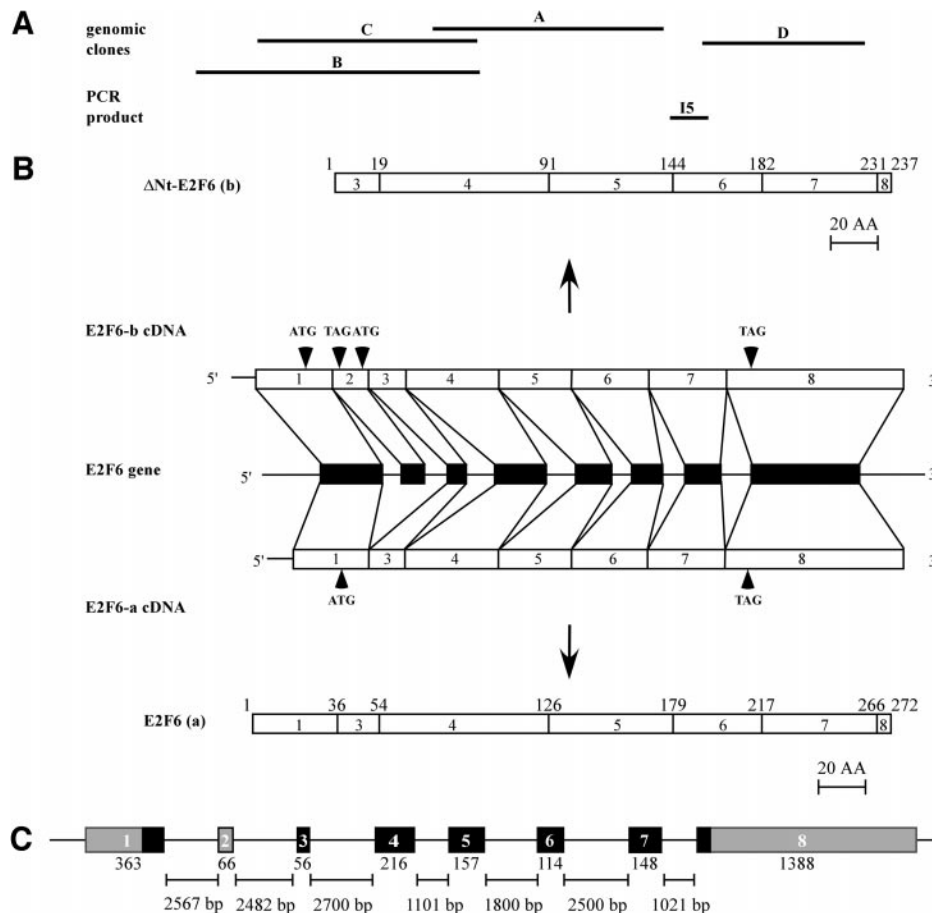 A
genomic
clones
A
C
D
B
PCR
product
I5
B
1 19 91 144 182 231 237
ΔNt-E2F6 (b)
3 4 5 6 7 8
20 AA
E2F6-b cDNA
ATG TAG ATG TAG
5' 1 2 3 4 5 6 7 8 3
E2F6 gene
5' 3
5' 1 3 4 5 6 7 8 3
ATG TAG
E2F6-a cDNA
1 36 54 126 179 217 266 272
E2F6 (a)
1 3 4 5 6 7 8
20 AA
C
1 2 3 4 5 6 7 8
363 66 56 216 157 114 148 1388
2567 bp 2482 bp 2700 bp 1101 bp 1800 bp 2500 bp 1021 bp